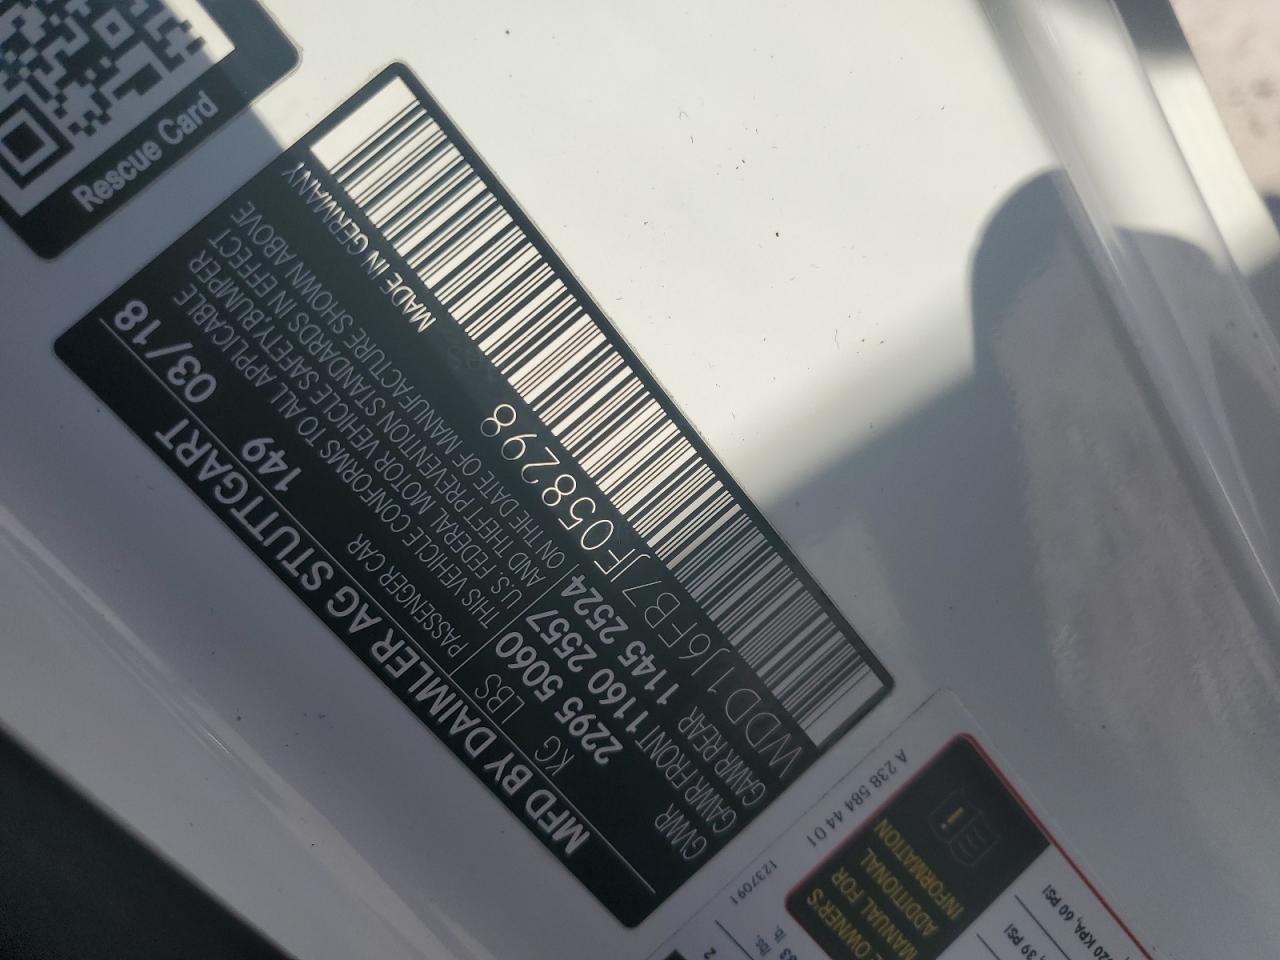 Rescue Card
MFD BY DAIMLER AG STUTTGART 03/18
KG LBS PASSENGER CAR 149
GVWR 2295 5060
GAWR FRONT 1160 2557
GAWR REAR 1145 2524
THIS VEHICLE CONFORMS TO ALL APPLICABLE
U.S. FEDERAL MOTOR VEHICLE SAFETY, BUMPER
AND THEFT PREVENTION STANDARDS IN EFFECT
ON THE DATE OF MANUFACTURE SHOWN ABOVE
WDD1J6FB7JF058298
MADE IN GERMANY
A 238 584 44 01
1237091
OWNER'S
MANUAL FOR
ADDITIONAL
INFORMATION
KPA, 60 PSI
39 PSI
lbs.
2